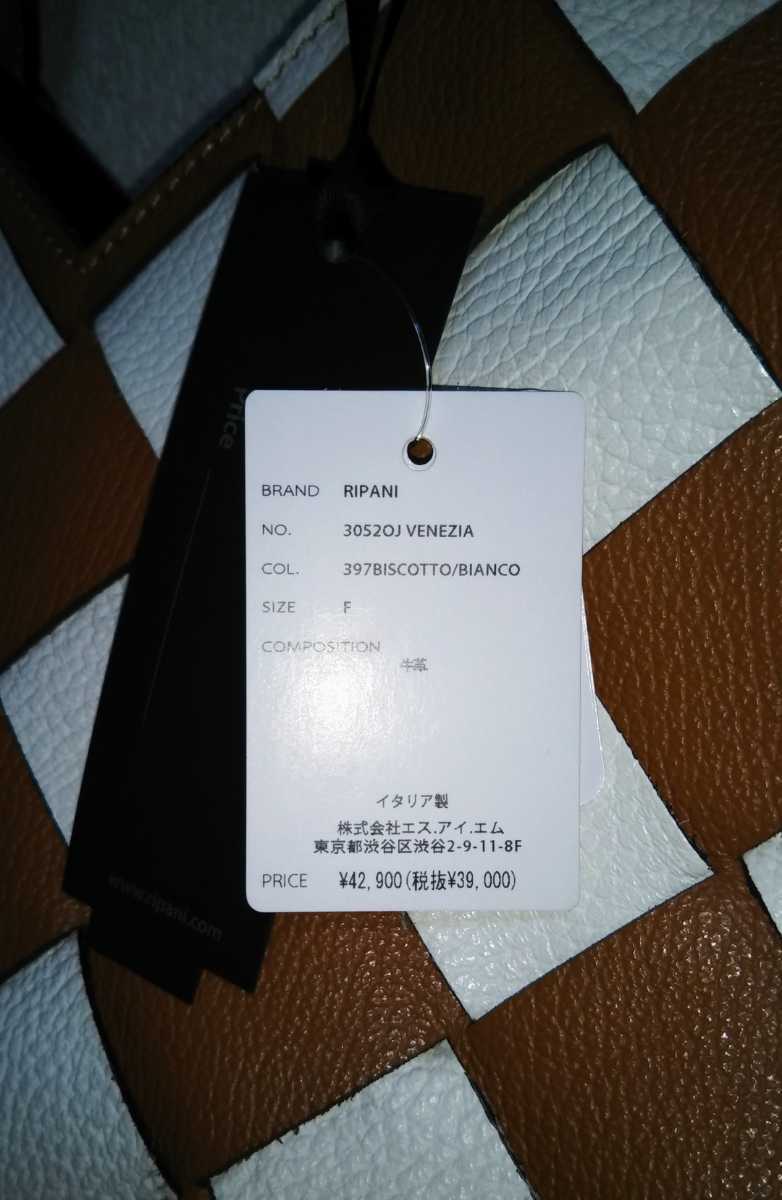 Price
BRAND RIPANI
NO. 3052OJ VENEZIA
COL. 397BISCOTTO/BIANCO
SIZE F
COMPOSITION
牛革
イタリア製
株式会社エス.アイ.エム
東京都渋谷区渋谷2-9-11-8F
PRICE ¥42,900(税抜¥39,000)
www.ripani.com